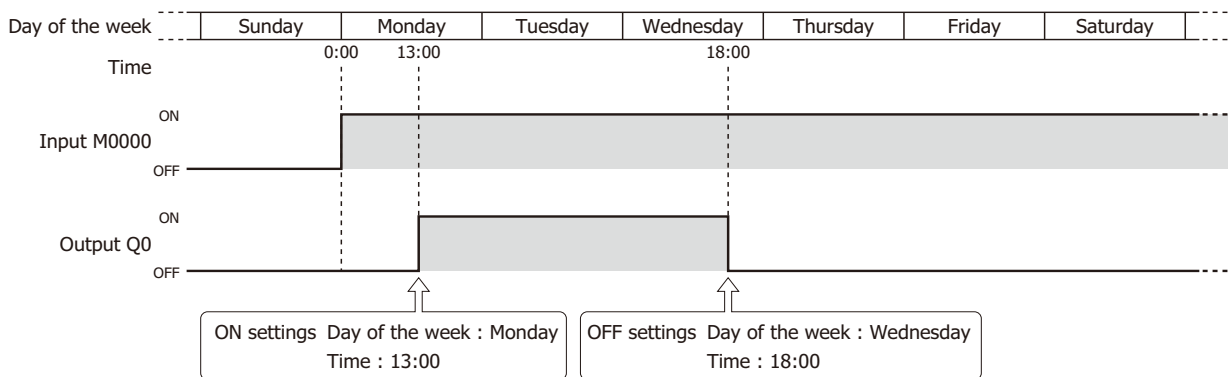 Day of the week Sunday Monday Tuesday Wednesday Thursday Friday Saturday
0:00 13:00 18:00
Time
ON
Input M0000
OFF
ON
Output Q0
OFF
ON settings Day of the week : Monday
Time : 13:00
OFF settings Day of the week : Wednesday
Time : 18:00